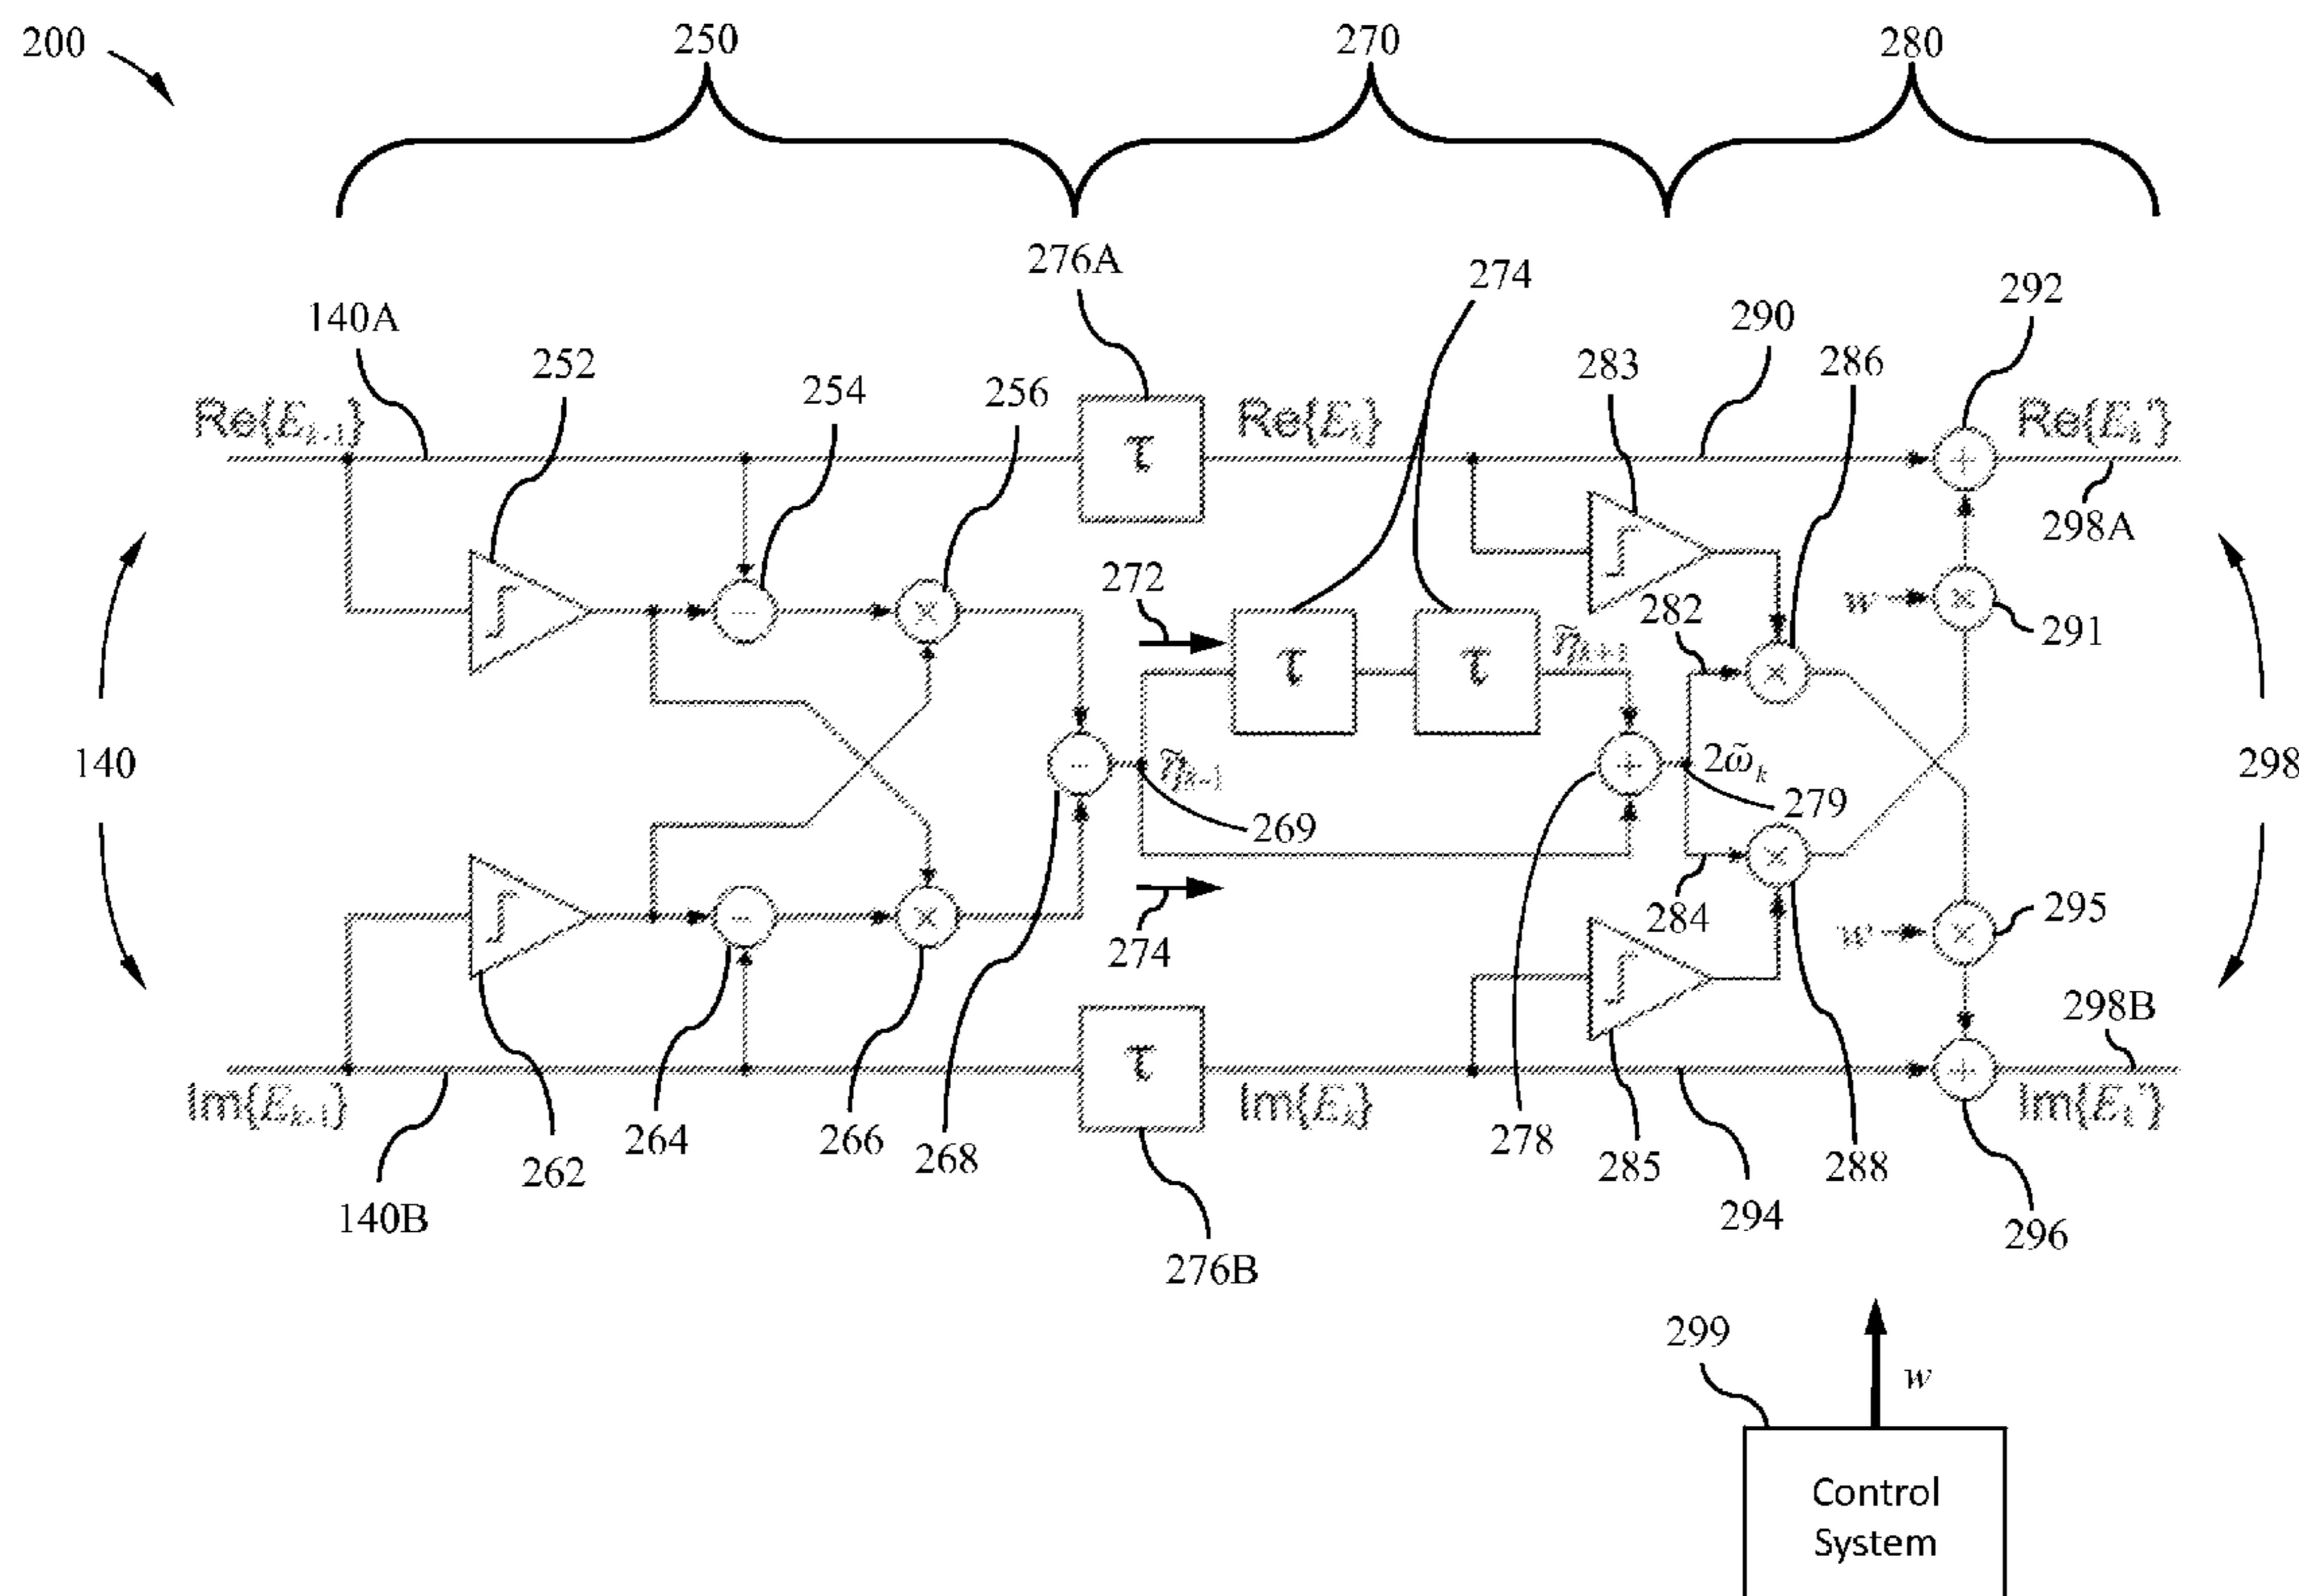 200
250
270
280
276A
274
292
140A
252
254
256
290
283
286
Re{E_{k-1}}
τ
Re{E_k}
+
Re{E_k''}
298A
272
282
w
×
291
-
×
τ
τ
×
140
-
269
+
2ω̃_k
279
298
-
×
274
284
×
w
×
295
298B
Im{E_{k-1}}
τ
Im{E_k}
+
Im{E_k''}
262
264
266
268
278
285
288
140B
294
296
276B
299
w
Control
System